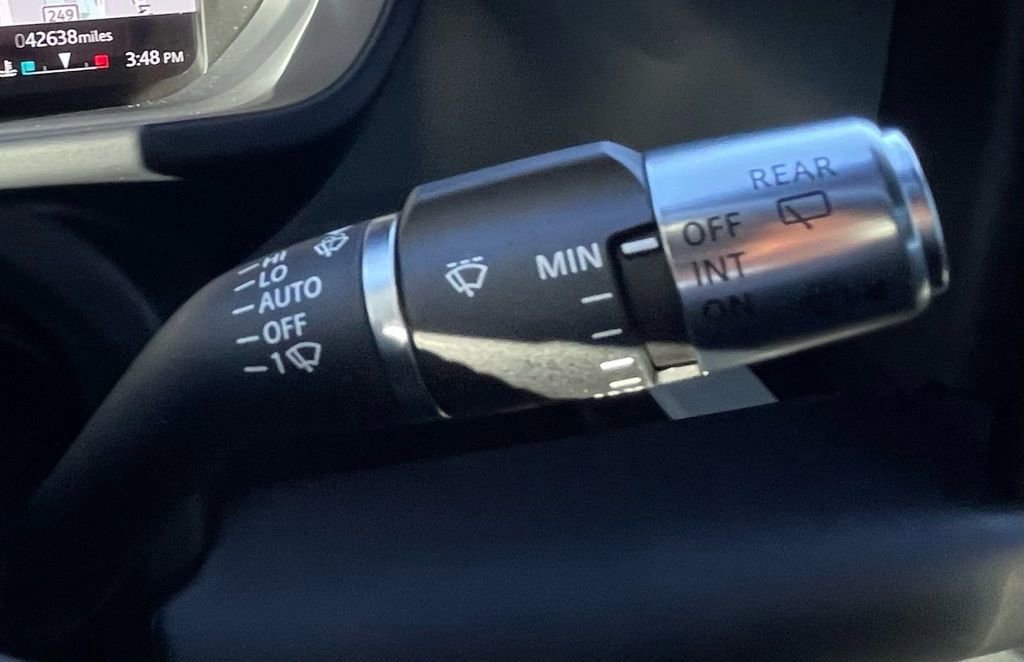 249
042638miles
3:48 PM
HI
LO
AUTO
OFF
1
MIN
REAR
OFF
INT
ON